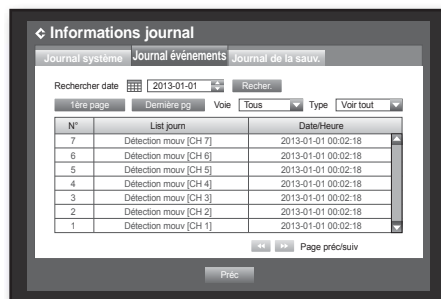 Informations journal
Journal système Journal événements Journal de la sauv.
Rechercher date 2013-01-01 Recher.
1ère page Dernière pg Voie Tous Type Voir tout
N° List journ Date/Heure
7 Détection mouv [CH 7] 2013-01-01 00:02:18
6 Détection mouv [CH 6] 2013-01-01 00:02:18
5 Détection mouv [CH 5] 2013-01-01 00:02:18
4 Détection mouv [CH 4] 2013-01-01 00:02:18
3 Détection mouv [CH 3] 2013-01-01 00:02:18
2 Détection mouv [CH 2] 2013-01-01 00:02:18
1 Détection mouv [CH 1] 2013-01-01 00:02:18
Page préc/suiv
Préc